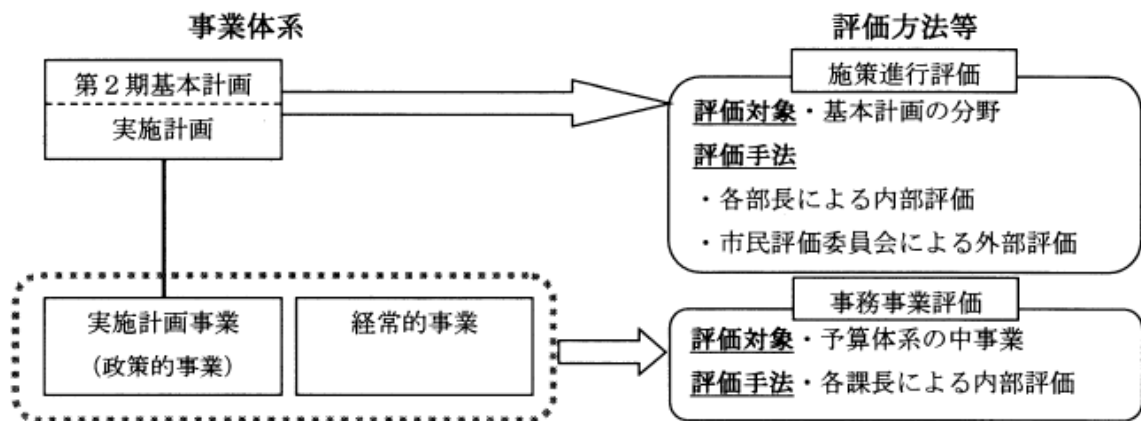 事業体系
第２期基本計画
実施計画
実施計画事業
(政策的事業)
経常的事業
評価方法等
施策進行評価
評価対象・基本計画の分野
評価手法
・各部長による内部評価
・市民評価委員会による外部評価
事務事業評価
評価対象・予算体系の中事業
評価手法・各課長による内部評価